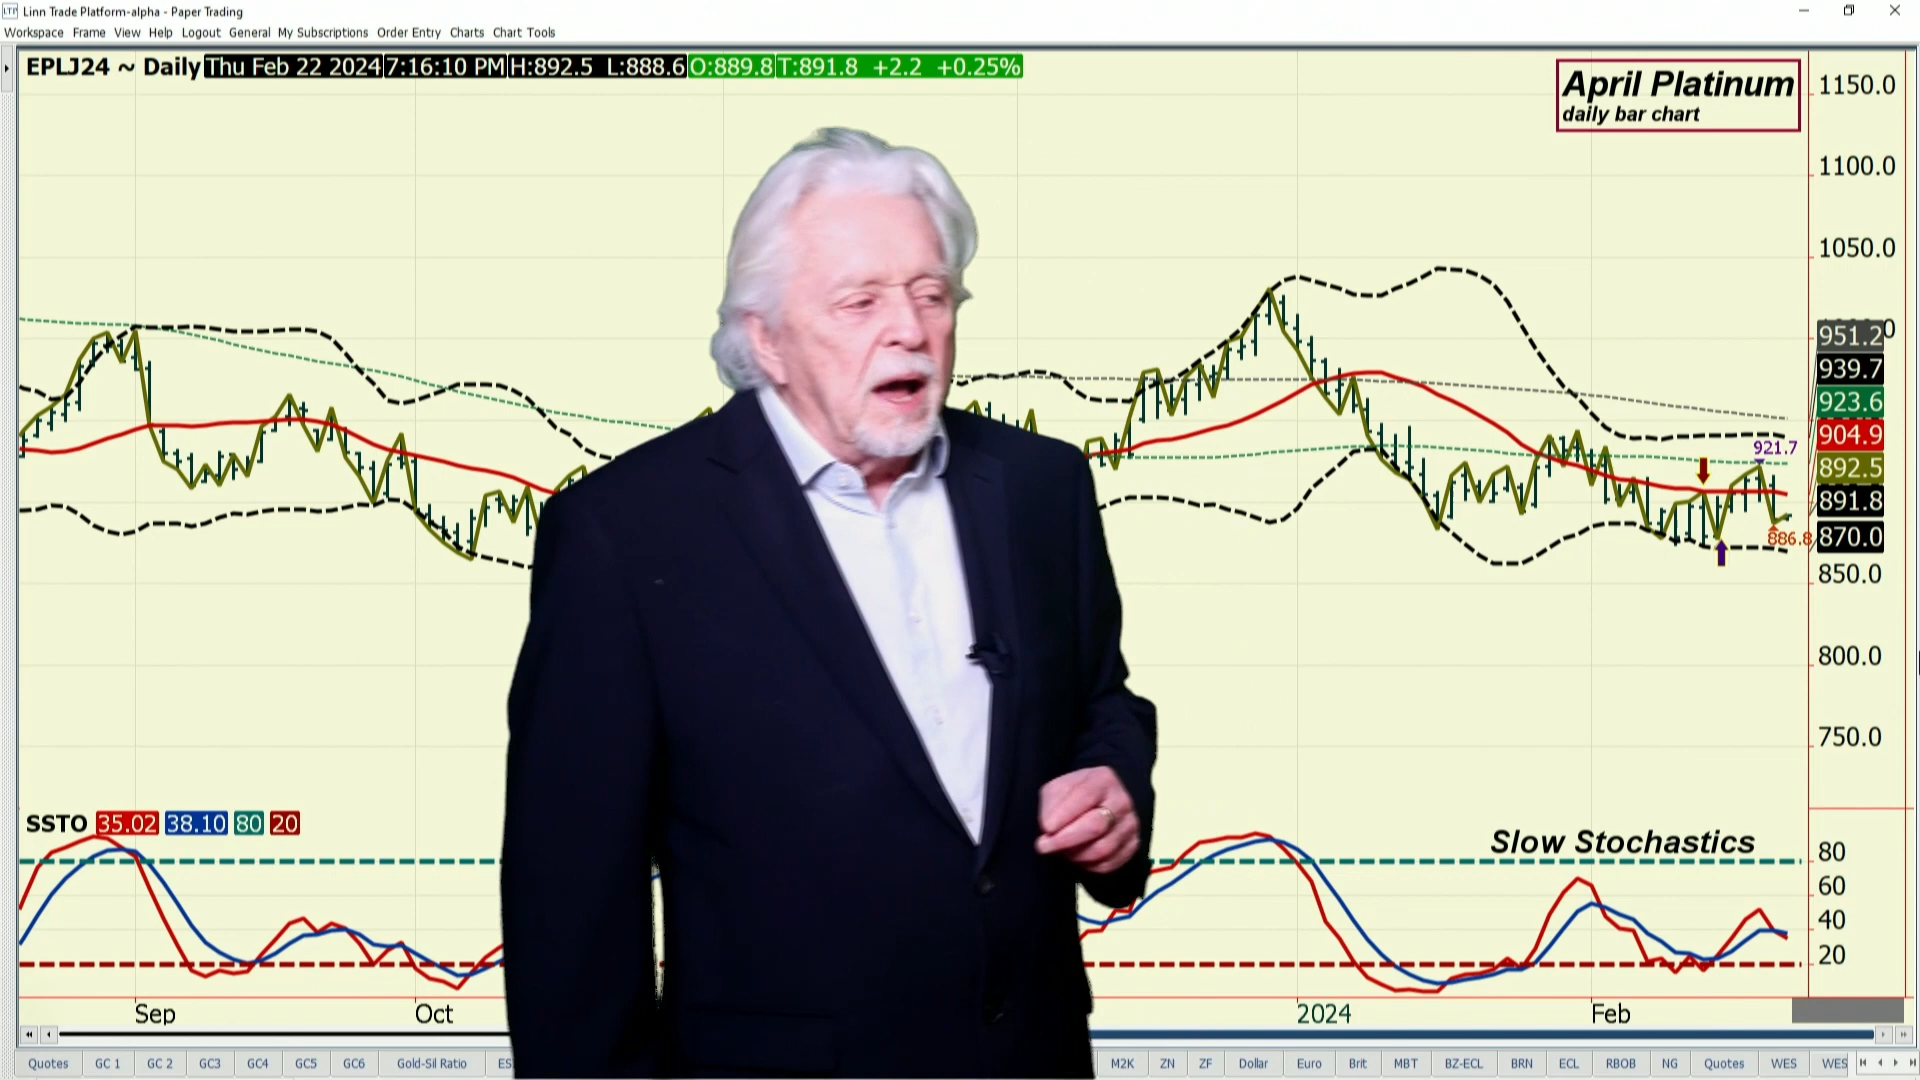 LTP Linn Trade Platform-alpha - Paper Trading
Workspace Frame View Help Logout General My Subscriptions Order Entry Charts Chart Tools
EPLJ24 ~ Daily Thu Feb 22 2024 7:16:10 PM H:892.5 L:888.6 O:889.8 T:891.8 +2.2 +0.25%
April Platinum
daily bar chart
1150.0
1100.0
1050.0
951.2
939.7
923.6
904.9
921.7
892.5
891.8
886.8
870.0
850.0
800.0
750.0
SSTO 35.02 38.10 80 20
Slow Stochastics
80
60
40
20
Sep Oct 2024 Feb
Quotes GC 1 GC 2 GC3 GC4 GC5 GC6 Gold-Sil Ratio ES M2K ZN ZF Dollar Euro Brit MBT BZ-ECL BRN ECL RBOB NG Quotes WES WES